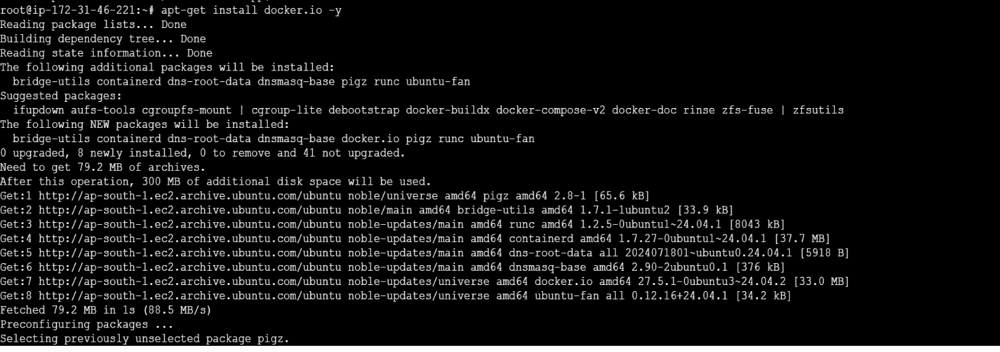 root@ip-172-31-46-221:~# apt-get install docker.io -y
Reading package lists... Done
Building dependency tree... Done
Reading state information... Done
The following additional packages will be installed:
  bridge-utils containerd dns-root-data dnsmasq-base pigz runc ubuntu-fan
Suggested packages:
  ifupdown aufs-tools cgroupfs-mount | cgroup-lite debootstrap docker-buildx docker-compose-v2 docker-doc rinse zfs-fuse | zfsutils
The following NEW packages will be installed:
  bridge-utils containerd dns-root-data dnsmasq-base docker.io pigz runc ubuntu-fan
0 upgraded, 8 newly installed, 0 to remove and 41 not upgraded.
Need to get 79.2 MB of archives.
After this operation, 300 MB of additional disk space will be used.
Get:1 http://ap-south-1.ec2.archive.ubuntu.com/ubuntu noble/universe amd64 pigz amd64 2.8-1 [65.6 kB]
Get:2 http://ap-south-1.ec2.archive.ubuntu.com/ubuntu noble/main amd64 bridge-utils amd64 1.7.1-1ubuntu2 [33.9 kB]
Get:3 http://ap-south-1.ec2.archive.ubuntu.com/ubuntu noble-updates/main amd64 runc amd64 1.2.5-0ubuntu1~24.04.1 [8043 kB]
Get:4 http://ap-south-1.ec2.archive.ubuntu.com/ubuntu noble-updates/main amd64 containerd amd64 1.7.27-0ubuntu1~24.04.1 [37.7 MB]
Get:5 http://ap-south-1.ec2.archive.ubuntu.com/ubuntu noble-updates/main amd64 dns-root-data all 2024071801~ubuntu0.24.04.1 [5918 B]
Get:6 http://ap-south-1.ec2.archive.ubuntu.com/ubuntu noble-updates/main amd64 dnsmasq-base amd64 2.90-2ubuntu0.1 [376 kB]
Get:7 http://ap-south-1.ec2.archive.ubuntu.com/ubuntu noble-updates/universe amd64 docker.io amd64 27.5.1-0ubuntu3~24.04.2 [33.0 MB]
Get:8 http://ap-south-1.ec2.archive.ubuntu.com/ubuntu noble-updates/universe amd64 ubuntu-fan all 0.12.16+24.04.1 [34.2 kB]
Fetched 79.2 MB in 1s (88.5 MB/s)
Preconfiguring packages ...
Selecting previously unselected package pigz.